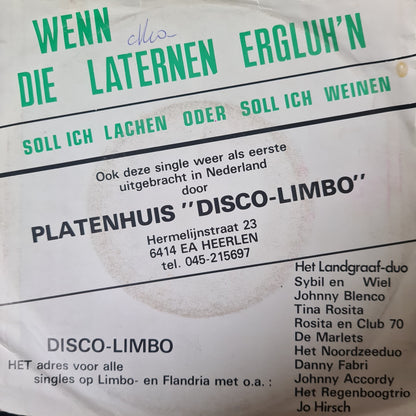 WENN
DIE LATERNEN ERGLUH'N
SOLL ICH LACHEN ODER SOLL ICH WEINEN
Ook deze single weer als eerste
uitgebracht in Nederland
door
PLATENHUIS "DISCO-LIMBO"
Hermelijnstraat 23
6414 EA HEERLEN
tel. 045-215697
DISCO-LIMBO
HET adres voor alle
singles op Limbo- en Flandria met o.a. :
Het Landgraaf-duo
Sybil en Wiel
Johnny Blenco
Tina Rosita
Rosita en Club 70
De Marlets
Het Noordzeeduo
Danny Fabri
Johnny Accordy
Het Regenboogtrio
Jo Hirsch